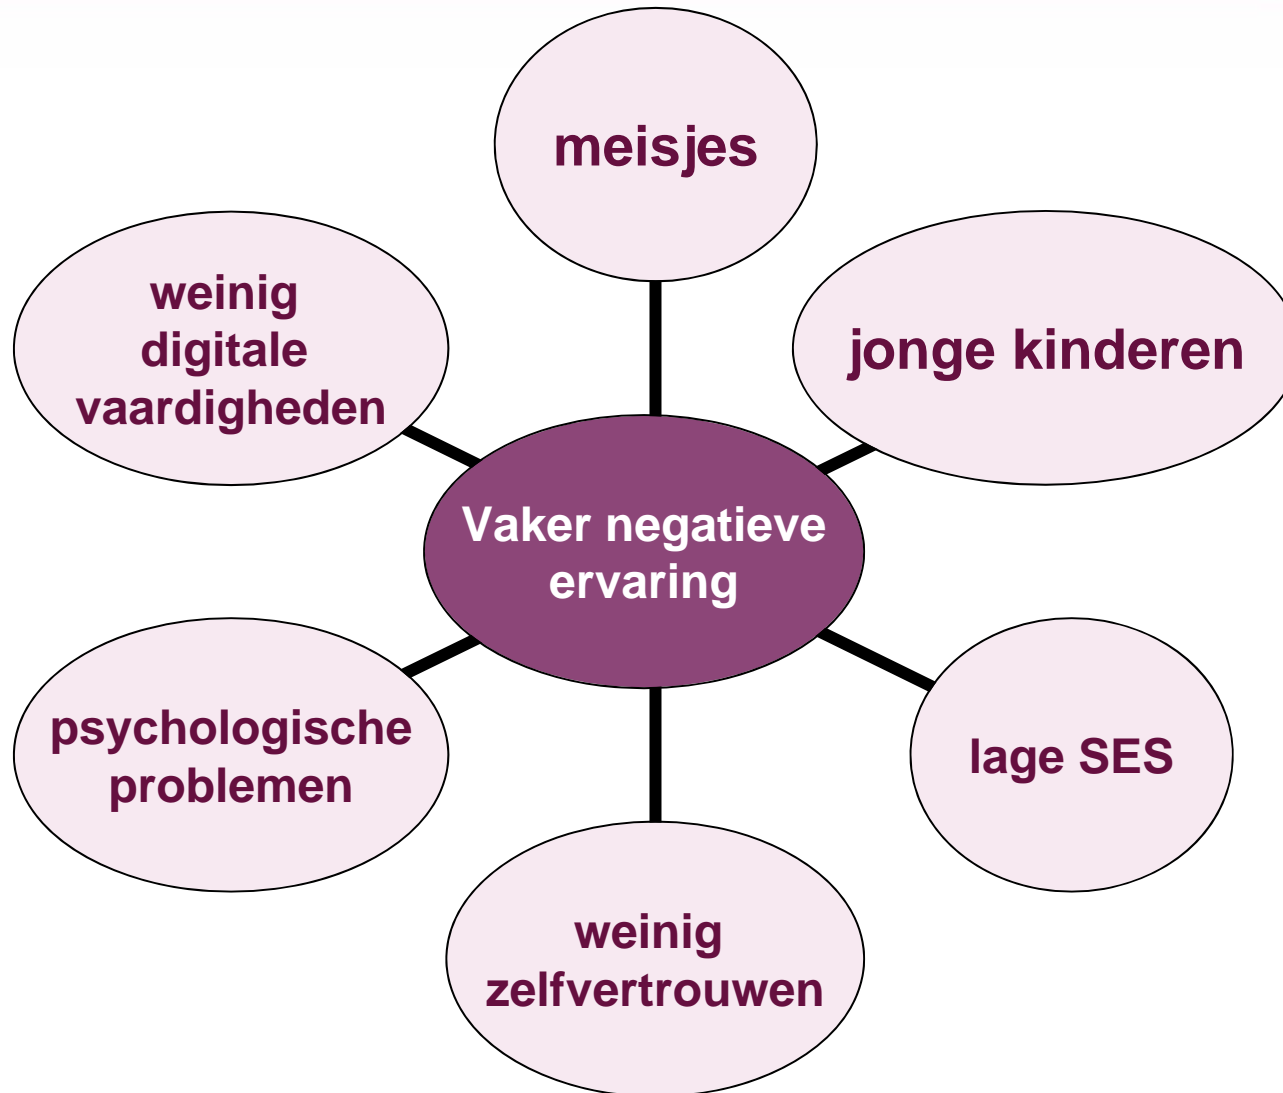 meisjes
weinig
digitale
vaardigheden
jonge kinderen
Vaker negatieve
ervaring
psychologische
problemen
lage SES
weinig
zelfvertrouwen